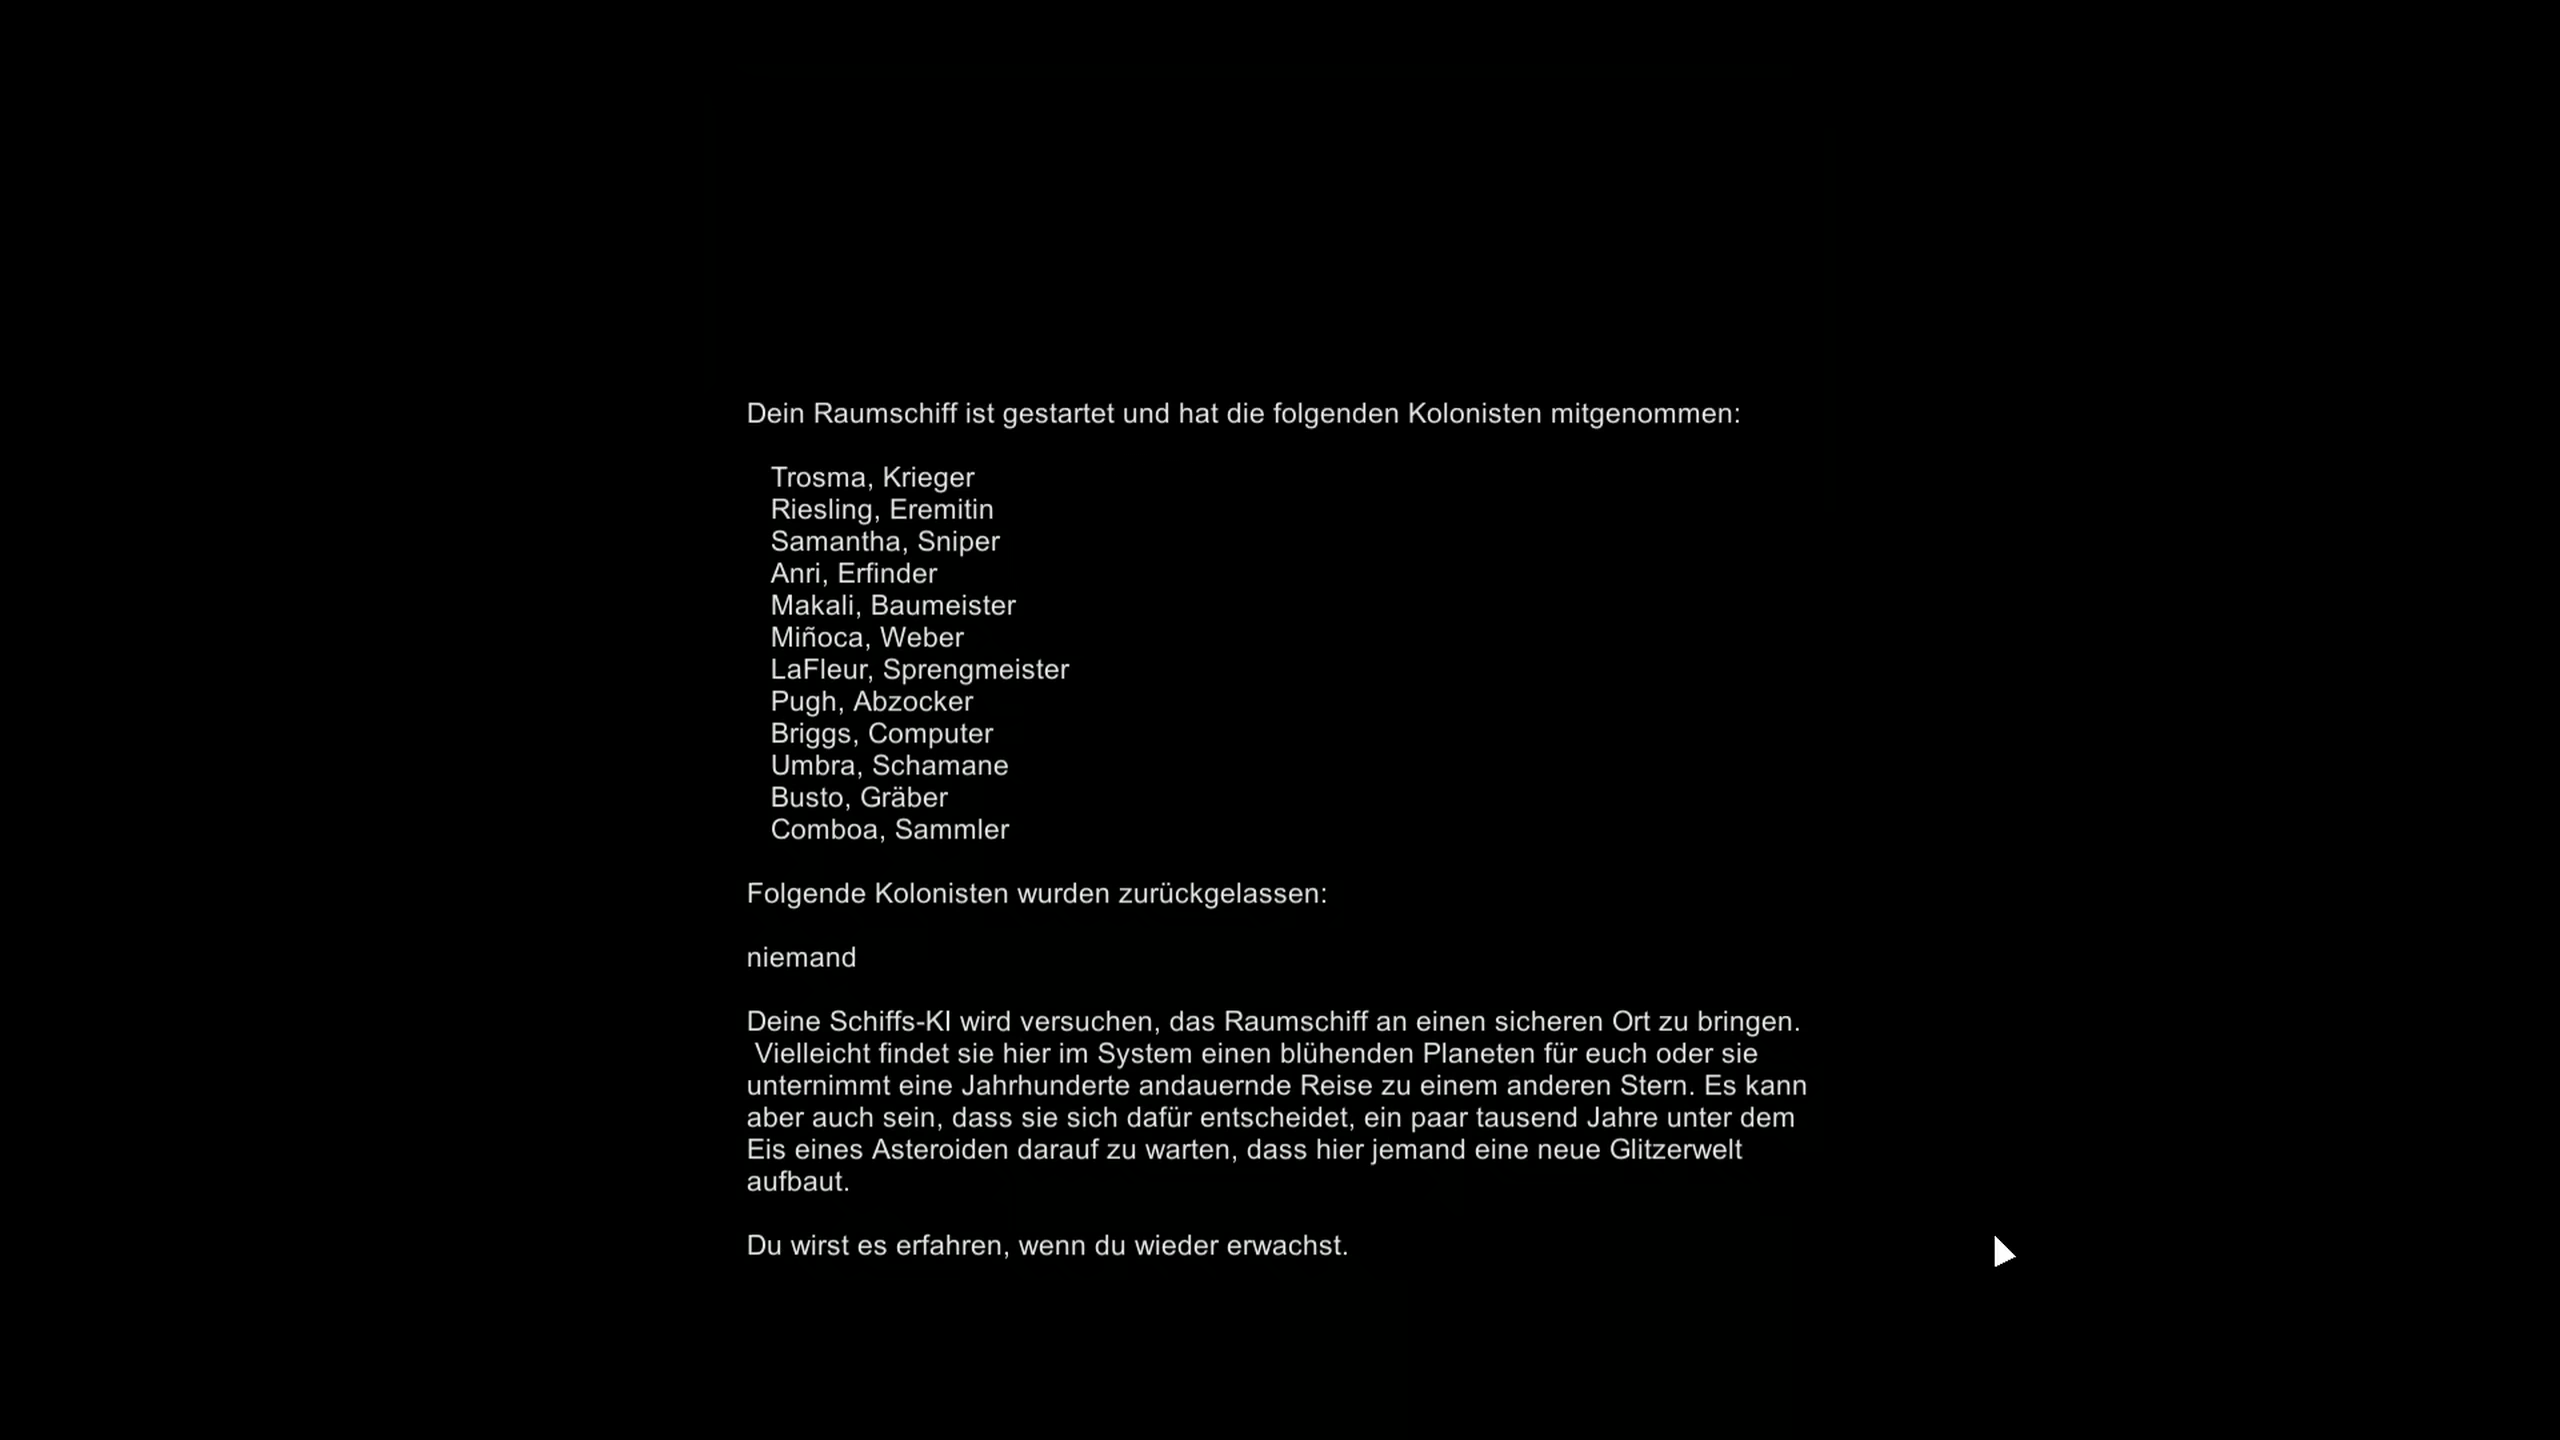 Dein Raumschiff ist gestartet und hat die folgenden Kolonisten mitgenommen:
Trosma, Krieger
Riesling, Eremitin
Samantha, Sniper
Anri, Erfinder
Makali, Baumeister
Miñoca, Weber
LaFleur, Sprengmeister
Pugh, Abzocker
Briggs, Computer
Umbra, Schamane
Busto, Gräber
Comboa, Sammler
Folgende Kolonisten wurden zurückgelassen:
niemand
Deine Schiffs-KI wird versuchen, das Raumschiff an einen sicheren Ort zu bringen.
Vielleicht findet sie hier im System einen blühenden Planeten für euch oder sie
unternimmt eine Jahrhunderte andauernde Reise zu einem anderen Stern. Es kann
aber auch sein, dass sie sich dafür entscheidet, ein paar tausend Jahre unter dem
Eis eines Asteroiden darauf zu warten, dass hier jemand eine neue Glitzerwelt
aufbaut.
Du wirst es erfahren, wenn du wieder erwachst.